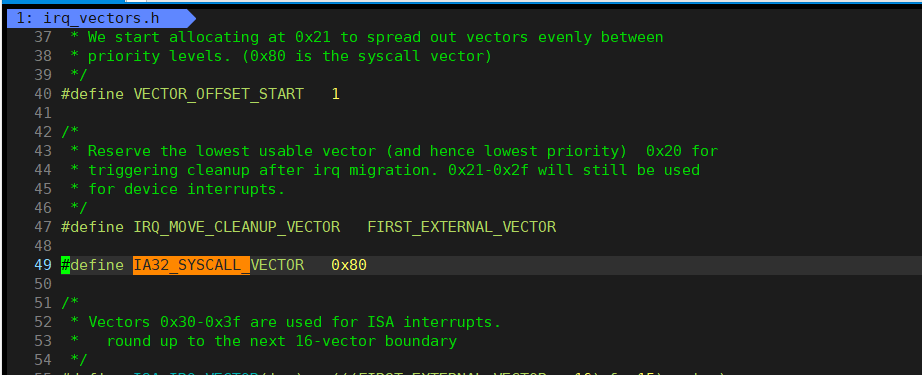 1: irq_vectors.h
37 * We start allocating at 0x21 to spread out vectors evenly between
38 * priority levels. (0x80 is the syscall vector)
39 */
40 #define VECTOR_OFFSET_START 1
41
42 /*
43 * Reserve the lowest usable vector (and hence lowest priority) 0x20 for
44 * triggering cleanup after irq migration. 0x21-0x2f will still be used
45 * for device interrupts.
46 */
47 #define IRQ_MOVE_CLEANUP_VECTOR FIRST_EXTERNAL_VECTOR
48
49 #define IA32_SYSCALL_VECTOR 0x80
50
51 /*
52 * Vectors 0x30-0x3f are used for ISA interrupts.
53 * round up to the next 16-vector boundary
54 */